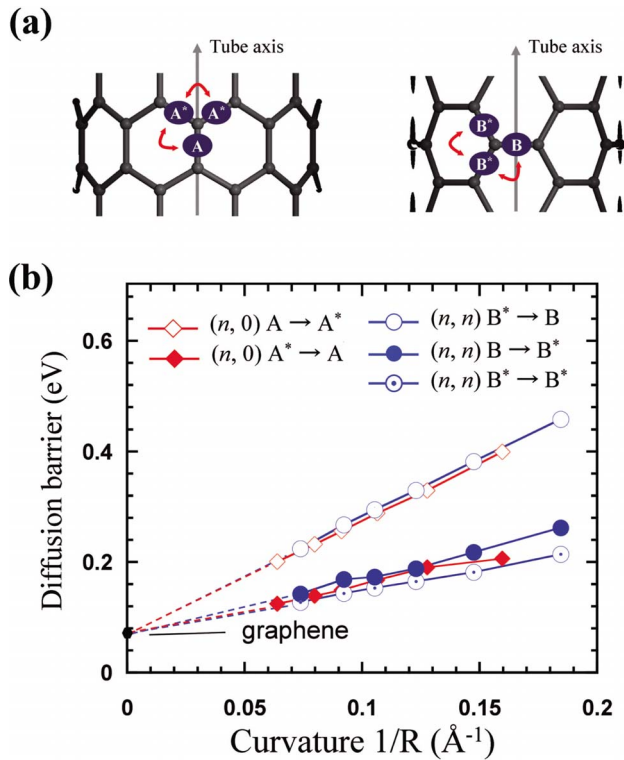 (a)
Tube axis
Tube axis
A* A*
A
B*
B
B*
(b)
0.6
0.4
0.2
0
Diffusion barrier (eV)
(n, 0) A → A*
(n, 0) A* → A
(n, n) B* → B
(n, n) B → B*
(n, n) B* → B*
graphene
0 0.05 0.1 0.15 0.2
Curvature 1/R (Å⁻¹)